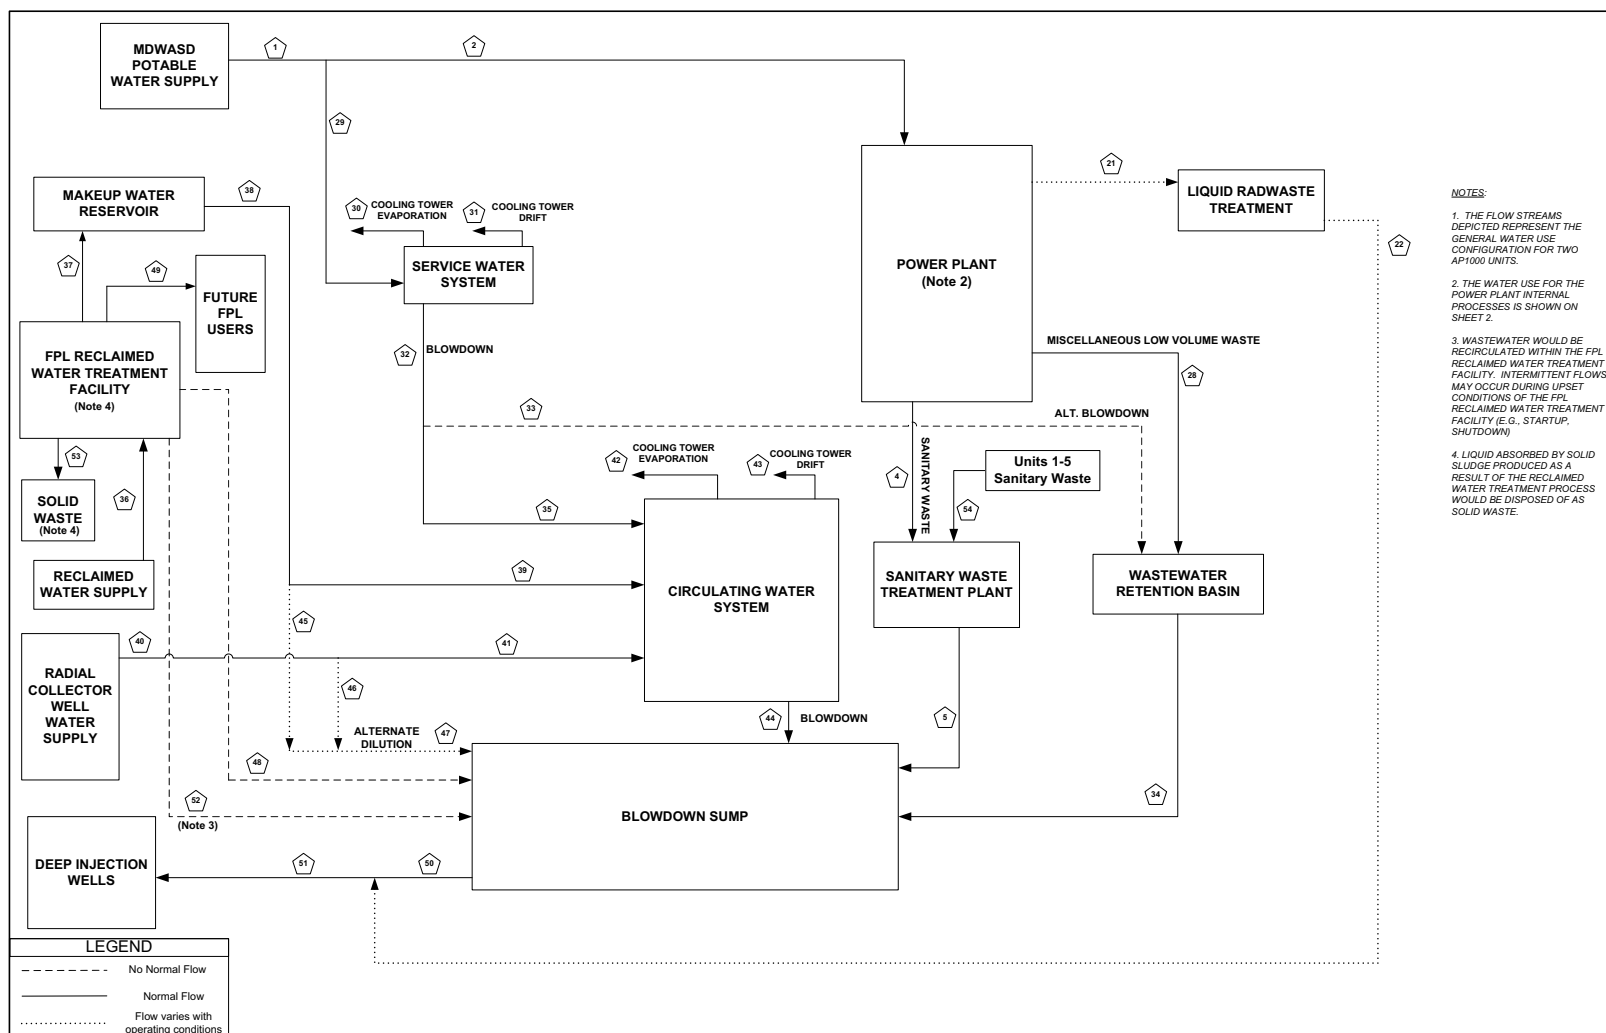 MDWASD
POTABLE
WATER SUPPLY
1
2
29
MAKEUP WATER
RESERVOIR
38
37
49
FUTURE
FPL
USERS
FPL RECLAIMED
WATER TREATMENT
FACILITY
(Note 4)
53
36
SOLID
WASTE
(Note 4)
RECLAIMED
WATER SUPPLY
40
RADIAL
COLLECTOR
WELL
WATER
SUPPLY
30
COOLING TOWER
EVAPORATION
31
COOLING TOWER
DRIFT
SERVICE WATER
SYSTEM
32
BLOWDOWN
33
ALT. BLOWDOWN
42
COOLING TOWER
EVAPORATION
43
COOLING TOWER
DRIFT
35
39
41
CIRCULATING WATER
SYSTEM
45
46
ALTERNATE
DILUTION
47
44
BLOWDOWN
48
52
(Note 3)
BLOWDOWN SUMP
50
51
DEEP INJECTION
WELLS
POWER PLANT
(Note 2)
21
LIQUID RADWASTE
TREATMENT
22
MISCELLANEOUS LOW VOLUME WASTE
28
4
SANITARY WASTE
Units 1-5
Sanitary Waste
54
SANITARY WASTE
TREATMENT PLANT
WASTEWATER
RETENTION BASIN
5
34
NOTES:
1. THE FLOW STREAMS
DEPICTED REPRESENT THE
GENERAL WATER USE
CONFIGURATION FOR TWO
AP1000 UNITS.
2. THE WATER USE FOR THE
POWER PLANT INTERNAL
PROCESSES IS SHOWN ON
SHEET 2.
3. WASTEWATER WOULD BE
RECIRCULATED WITHIN THE FPL
RECLAIMED WATER TREATMENT
FACILITY. INTERMITTENT FLOWS
MAY OCCUR DURING UPSET
CONDITIONS OF THE FPL
RECLAIMED WATER TREATMENT
FACILITY (E.G., STARTUP,
SHUTDOWN)
4. LIQUID ABSORBED BY SOLID
SLUDGE PRODUCED AS A
RESULT OF THE RECLAIMED
WATER TREATMENT PROCESS
WOULD BE DISPOSED OF AS
SOLID WASTE.
LEGEND
No Normal Flow
Normal Flow
Flow varies with
operating conditions